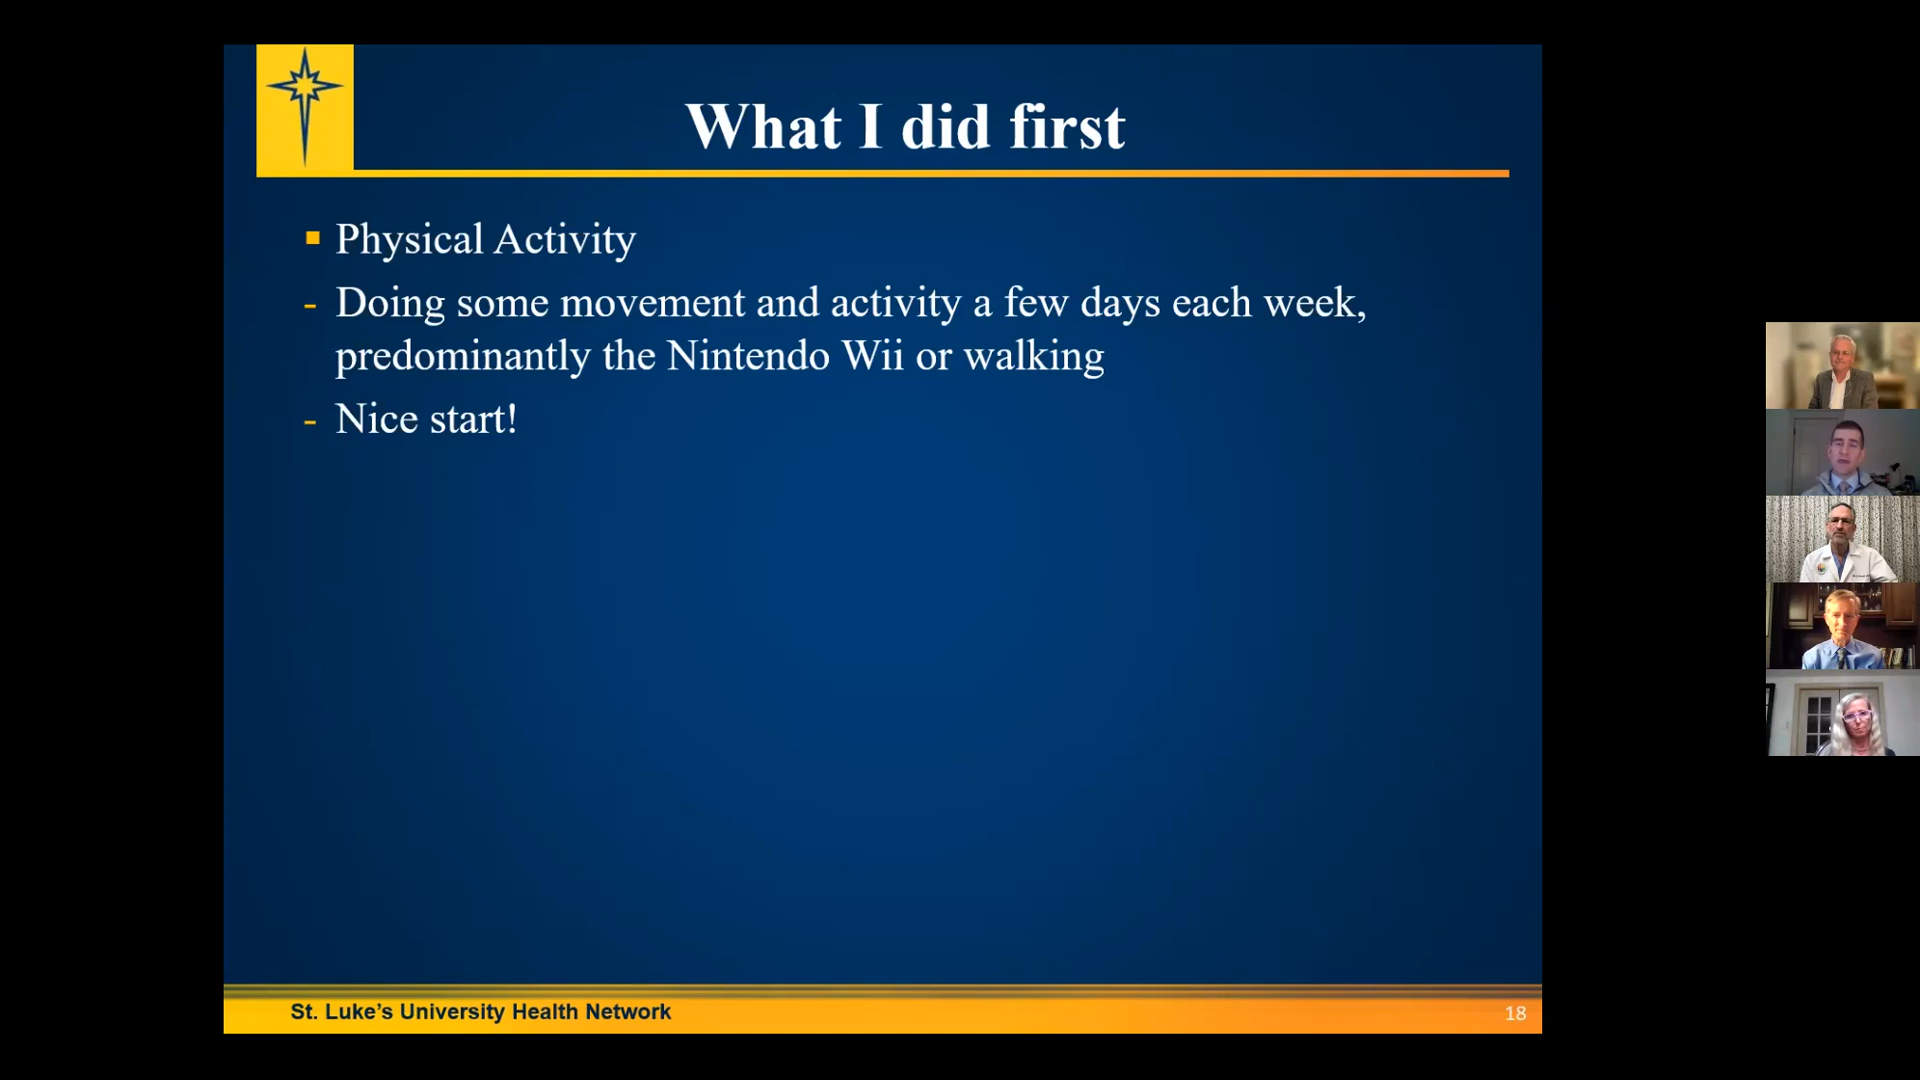 What I did first
Physical Activity
- Doing some movement and activity a few days each week,
predominantly the Nintendo Wii or walking
- Nice start!
St. Luke’s University Health Network
18